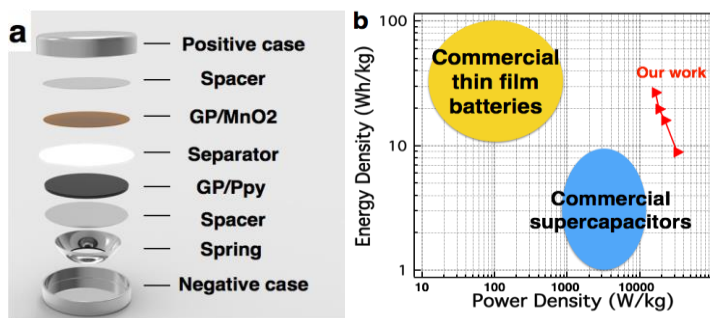 a
Positive case
Spacer
GP/MnO2
Separator
GP/Ppy
Spacer
Spring
Negative case
b
Energy Density (Wh/kg)
100
10
1
Commercial
thin film
batteries
Our work
Commercial
supercapacitors
10
100
1000
10000
Power Density (W/kg)